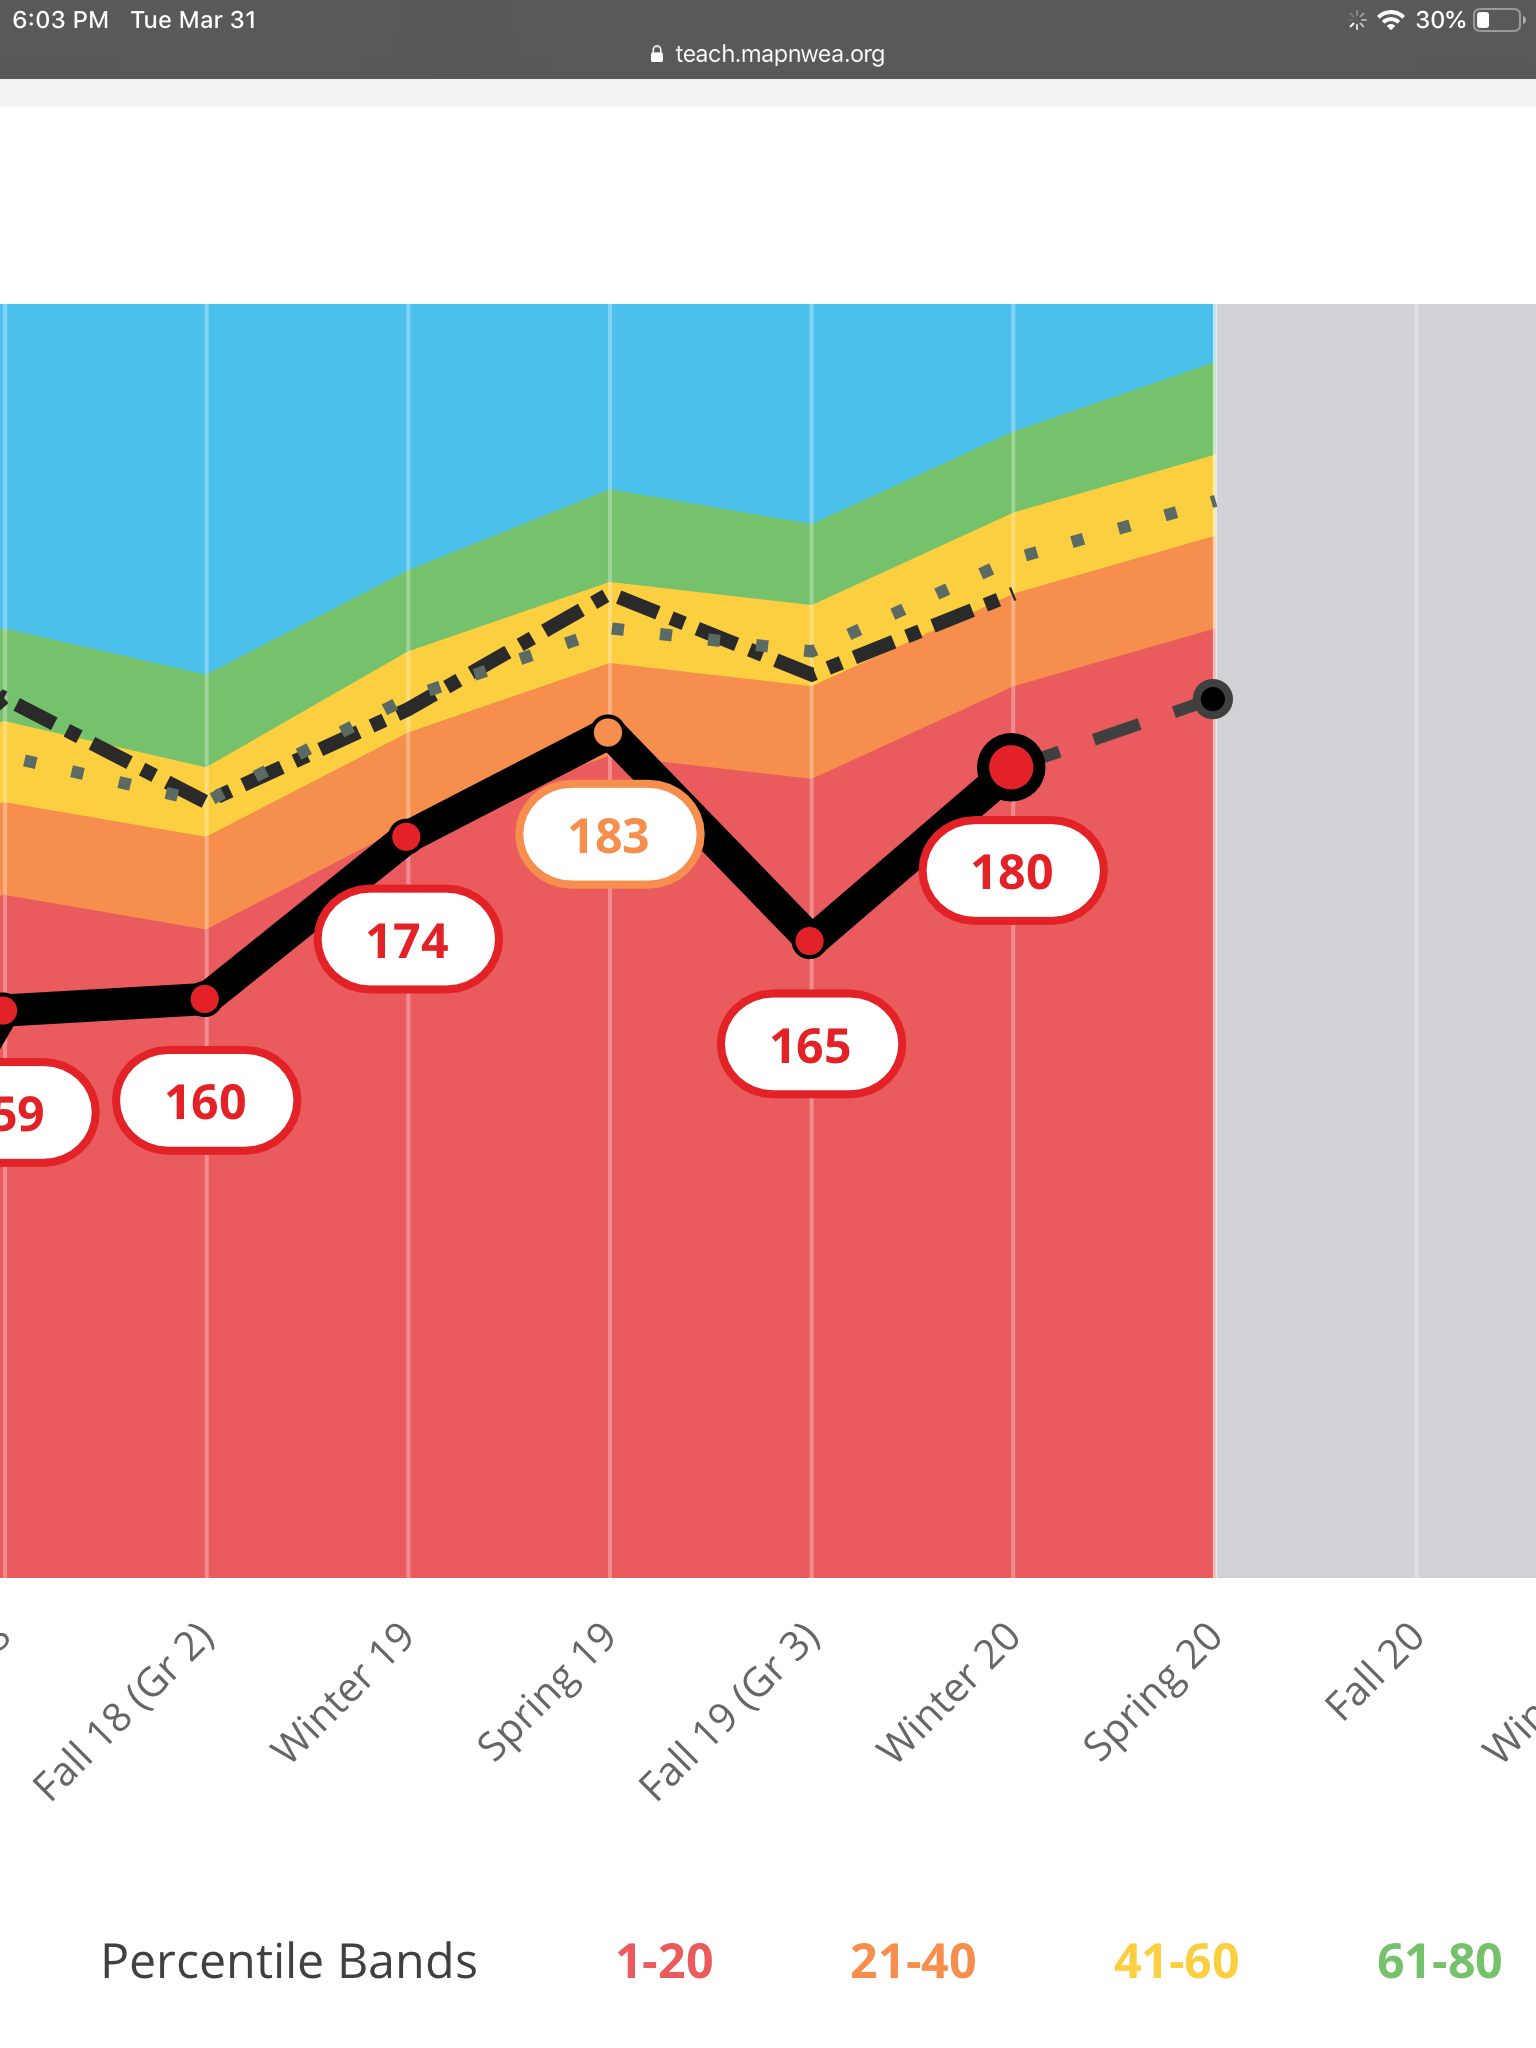 6:03 PM Tue Mar 31 30%
teach.mapnwea.org
183
180
174
165
59
160
Fall 18 (Gr 2)
Winter 19
Spring 19
Fall 19 (Gr 3)
Winter 20
Spring 20
Fall 20
Percentile Bands 1-20 21-40 41-60 61-80